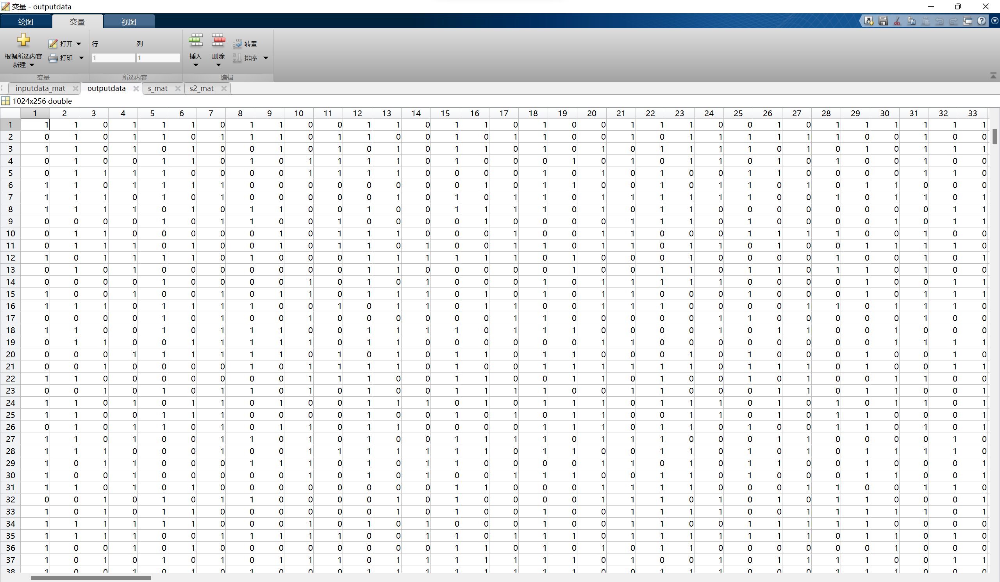 变量 - outputdata
绘图 变量 视图
根据所选内容
新建
打开
打印
行 列
1 1
插入 删除 转置
排序
变量 所选内容 编辑
inputdata_mat outputdata s_mat s2_mat
1024x256 double
1 2 3 4 5 6 7 8 9 10 11 12 13 14 15 16 17 18 19 20 21 22 23 24 25 26 27 28 29 30 31 32 33
1 1 1 0 1 1 1 0 1 1 0 0 1 1 0 1 1 0 1 0 0 1 1 1 0 0 1 0 1 1 1 1 1 1
2 0 1 0 1 1 0 1 1 1 0 1 1 0 0 1 0 1 1 0 0 1 0 1 1 1 1 1 1 0 0 1 0 0
3 1 1 0 1 0 1 0 0 1 0 1 0 1 0 1 1 0 1 0 1 0 1 1 1 1 0 1 0 1 0 1 1 1
4 0 1 0 0 1 1 0 1 0 1 1 1 1 0 1 0 0 0 1 0 1 0 1 1 0 1 0 1 0 0 1 0 0
5 0 1 1 1 1 0 0 0 0 1 1 1 1 0 0 0 0 1 0 1 0 1 0 0 1 1 0 0 0 0 1 1 0
6 1 1 0 1 1 1 1 0 0 0 0 0 0 0 0 1 0 1 1 0 0 1 0 1 1 0 1 0 1 1 0 0 0
7 1 1 1 0 1 0 1 0 0 0 0 0 1 0 1 0 1 1 0 1 1 1 1 1 1 0 0 1 0 1 1 0 1
8 1 1 1 1 0 1 0 1 1 0 0 1 0 0 1 1 1 1 0 1 0 1 1 0 0 0 0 0 0 0 0 1 1
9 0 0 0 0 1 0 1 1 0 0 1 0 0 0 0 1 0 0 0 0 1 1 1 0 1 0 0 0 0 1 0 1 1
10 0 1 1 0 0 0 0 0 1 0 1 1 1 0 0 0 1 0 0 1 1 0 0 0 1 1 1 1 0 0 1 0 0
11 0 1 1 1 0 1 0 0 1 0 1 1 0 1 0 0 1 1 0 1 1 0 1 1 0 1 0 0 1 1 1 1 0
12 1 0 1 1 1 1 0 1 0 0 0 1 1 1 1 1 1 0 1 0 0 0 1 0 0 0 0 1 0 0 1 0 1
13 0 1 0 1 0 0 0 0 0 0 0 1 1 0 0 0 0 0 1 0 0 1 1 0 1 1 0 1 1 0 1 0 0
14 0 0 0 0 1 0 0 0 0 1 0 1 0 1 0 0 0 1 0 1 1 1 1 1 0 0 0 0 1 0 0 1 1
15 1 0 0 1 0 0 1 0 1 1 0 1 1 1 0 1 0 1 0 1 1 0 0 0 1 0 0 0 1 0 1 1 1
16 1 1 1 0 1 1 1 1 0 0 1 0 1 1 0 1 1 0 0 1 1 1 0 0 0 0 1 1 0 1 1 1 0
17 0 0 0 0 1 0 1 0 0 1 0 0 0 0 0 0 1 1 0 0 0 0 0 1 1 0 0 0 0 0 1 0 0
18 1 1 0 0 1 0 1 1 1 0 0 1 1 1 1 0 1 1 1 0 0 0 0 1 0 1 1 0 0 1 0 0 0
19 0 1 1 0 0 1 1 1 1 1 0 1 1 0 0 0 0 0 0 1 1 0 0 0 0 0 0 0 0 1 1 1 1
20 0 0 0 1 1 1 1 1 1 0 1 0 1 0 1 1 0 1 1 0 0 0 1 0 1 0 0 0 1 0 0 1 0
21 0 0 1 0 0 0 0 1 0 1 1 1 1 0 1 0 0 1 1 1 1 1 1 0 1 1 1 0 1 0 0 1 1
22 1 1 0 0 0 0 0 0 0 1 1 1 0 0 1 1 0 0 1 1 0 1 0 0 1 0 1 0 0 1 1 0 0
23 0 0 1 0 1 0 1 1 0 1 0 1 0 0 1 1 1 1 0 0 1 1 0 0 0 1 1 0 1 1 0 0 1
24 1 1 0 1 0 1 1 0 1 0 0 1 1 1 0 1 0 1 1 1 0 1 1 1 0 1 0 1 0 1 1 0 1
25 1 1 0 0 1 1 1 0 0 0 0 1 0 0 1 0 1 0 1 1 0 0 1 1 0 1 0 1 1 0 0 0 1
26 0 1 0 1 1 0 1 0 1 1 0 1 1 0 0 0 0 1 1 1 0 1 1 0 1 0 0 1 1 0 1 0 1
27 1 1 0 1 0 0 1 1 0 1 0 1 0 0 1 1 1 1 0 1 1 1 0 0 0 1 1 0 0 0 0 1 0
28 1 1 1 0 0 0 1 0 0 1 1 1 1 1 1 1 0 1 1 0 0 1 1 0 1 0 1 0 1 1 1 1 0
29 1 0 1 1 0 0 0 1 1 1 0 1 0 1 1 0 0 0 0 1 1 0 1 0 1 1 0 0 1 0 0 0 1
30 1 0 0 1 0 0 0 0 0 1 0 1 0 1 0 0 1 1 1 0 0 1 1 0 1 0 0 0 1 1 0 0 1
31 1 1 0 1 0 1 0 0 0 0 0 0 0 0 1 1 0 0 0 1 1 1 1 0 0 0 1 1 0 0 1 1 0
32 0 0 1 0 1 0 1 1 0 0 0 0 1 0 1 0 0 0 0 1 1 1 0 1 0 1 0 1 1 0 0 0 1
33 1 0 1 0 1 1 0 0 0 0 0 0 1 0 1 0 0 1 0 0 1 1 1 1 0 0 1 1 1 1 1 0 1
34 1 1 1 1 1 1 0 0 0 1 0 1 0 1 0 0 0 1 0 0 1 1 0 0 1 1 1 1 1 0 0 0 0
35 1 1 1 1 0 0 1 1 1 1 1 0 0 1 1 0 1 1 1 0 1 1 1 1 1 1 1 0 1 1 0 1 0
36 1 0 0 1 0 1 0 0 0 0 0 0 0 0 1 1 0 1 0 1 0 1 1 0 0 0 0 0 0 1 0 0 0
37 1 0 1 0 1 0 1 0 1 1 1 0 1 1 1 1 1 1 1 0 1 0 0 1 0 1 1 1 1 0 0 1 1
38 1 0 0 1 0 1 0 1 0 0 0 1 1 1 1 1 1 1 1 0 0 1 1 1 0 0 0 1 1 1 0 0 0